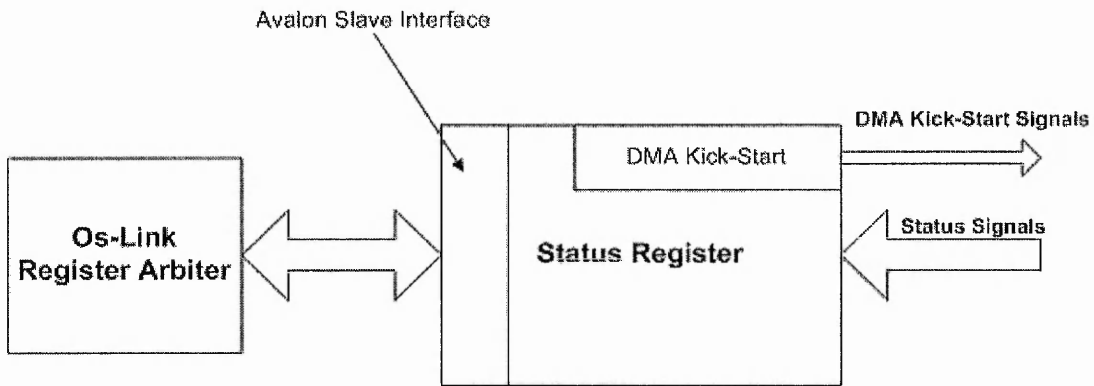 Avalon Slave Interface
DMA Kick-Start Signals
DMA Kick-Start
Status Signals
Os-Link
Register Arbiter
Status Register